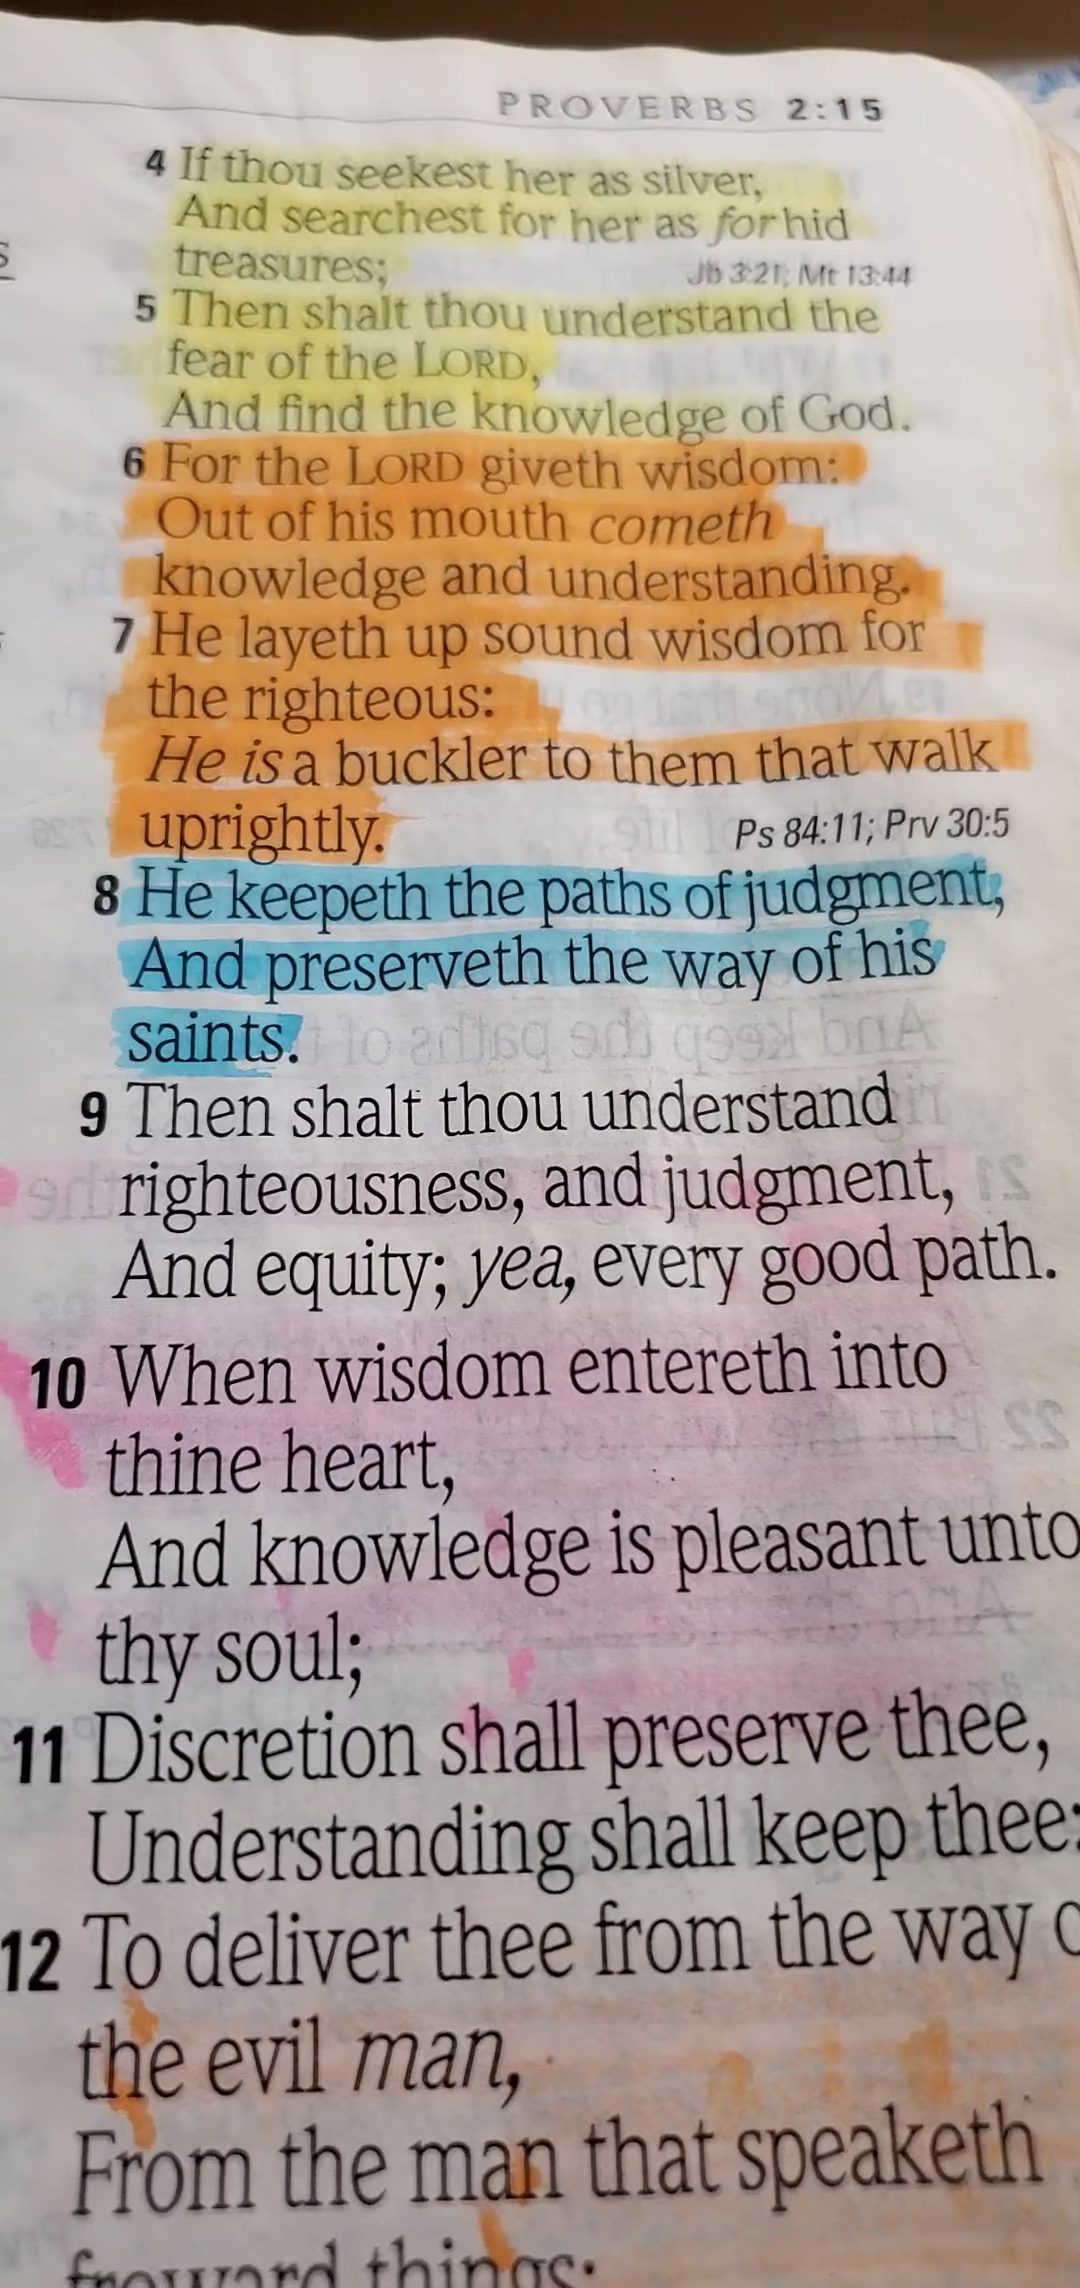 PROVERBS 2:15
4 If thou seekest her as silver,
And searchest for her as for hid
treasures; Jb 3:21; Mt 13:44
5 Then shalt thou understand the
fear of the LORD,
And find the knowledge of God.
6 For the LORD giveth wisdom:
Out of his mouth cometh
knowledge and understanding.
7 He layeth up sound wisdom for
the righteous:
He is a buckler to them that walk
uprightly. Ps 84:11; Prv 30:5
8 He keepeth the paths of judgment,
And preserveth the way of his
saints.
9 Then shalt thou understand
righteousness, and judgment,
And equity; yea, every good path.
10 When wisdom entereth into
thine heart,
And knowledge is pleasant unto
thy soul;
11 Discretion shall preserve thee,
Understanding shall keep thee:
12 To deliver thee from the way
the evil man,
From the man that speaketh
froward things: